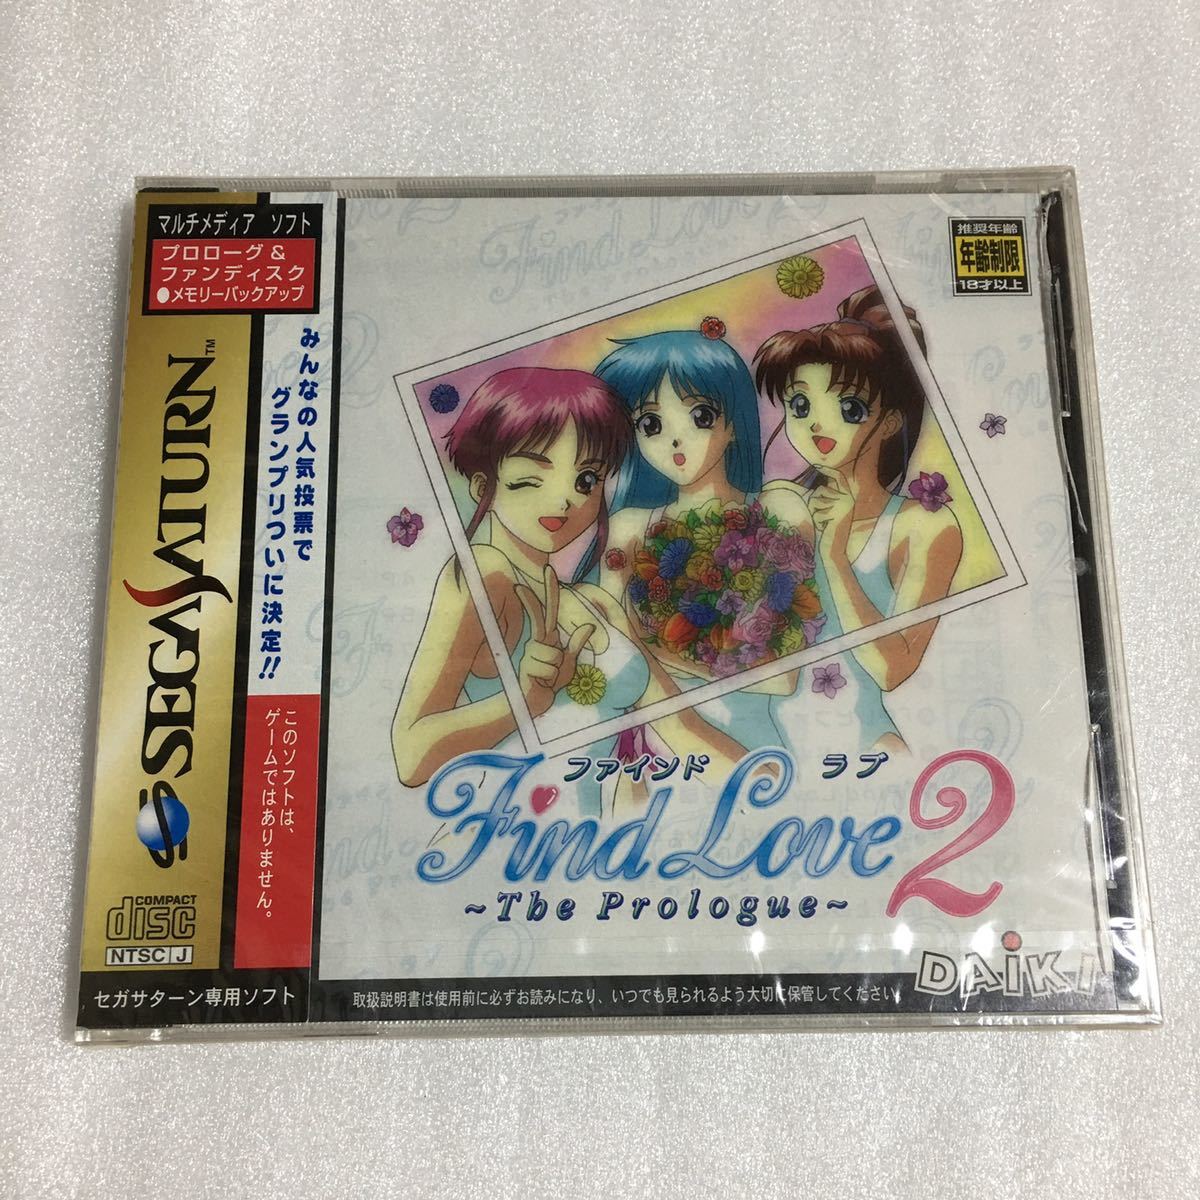 マルチメディア ソフト
プロローグ&
ファンディスク
●メモリーバックアップ
SEGA SATURN™
みんなの人気投票で
グランプリついに決定!!
このソフトは、
ゲームではありません。
COMPACT
disc
NTSC J
セガサターン専用ソフト
推奨年齢
年齢制限
18才以上
ファインド ラブ
Find Love 2
~The Prologue~
DAiKI
取扱説明書は使用前に必ずお読みになり、いつでも見られるよう大切に保管してください。